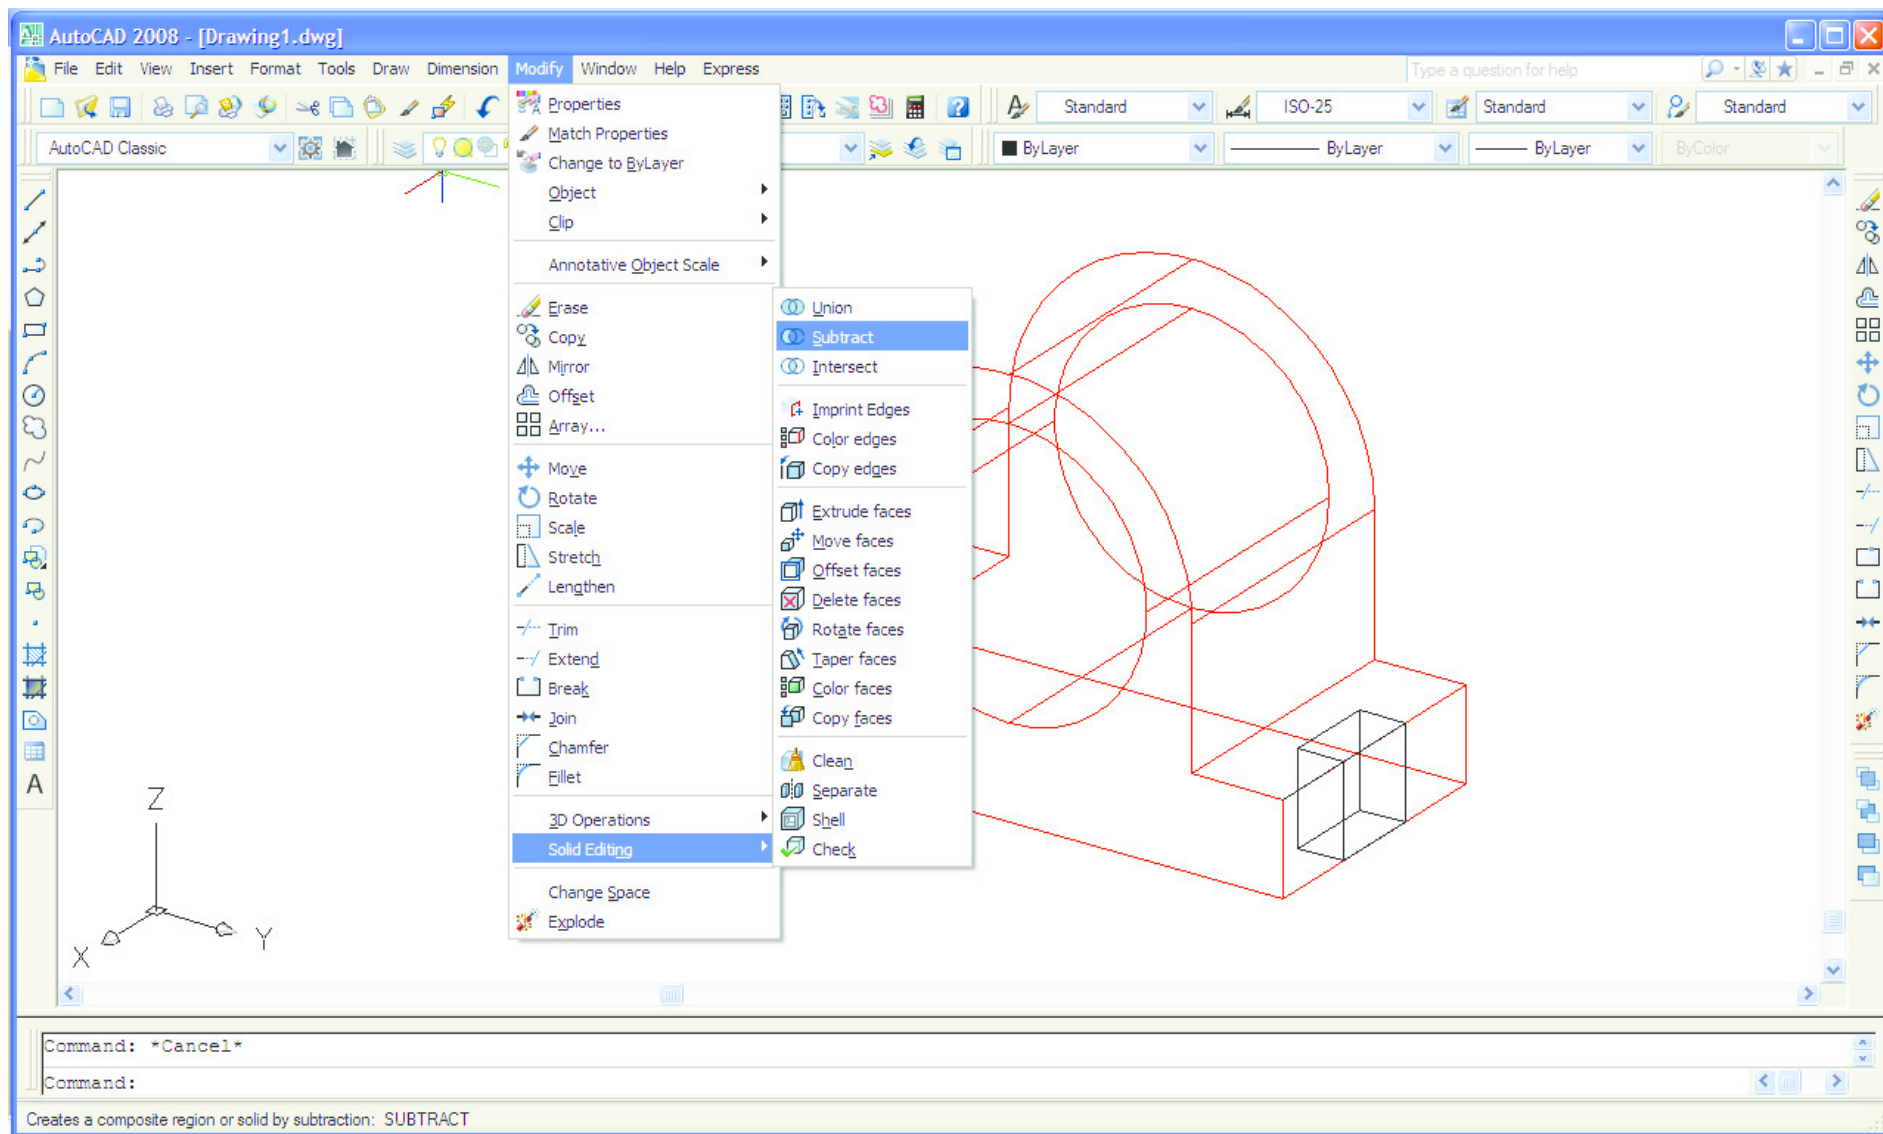 AutoCAD 2008 - [Drawing1.dwg]
File Edit View Insert Format Tools Draw Dimension Modify Window Help Express Type a question for help
Standard ISO-25 Standard Standard
AutoCAD Classic ByLayer ByLayer ByLayer ByColor
Properties
Match Properties
Change to ByLayer
Object
Clip
Annotative Object Scale
Erase
Copy
Mirror
Offset
Array...
Move
Rotate
Scale
Stretch
Lengthen
Trim
Extend
Break
Join
Chamfer
Fillet
3D Operations
Solid Editing
Change Space
Explode
Union
Subtract
Intersect
Imprint Edges
Color edges
Copy edges
Extrude faces
Move faces
Offset faces
Delete faces
Rotate faces
Taper faces
Color faces
Copy faces
Clean
Separate
Shell
Check
A
Z
X
Y
Command: *Cancel*
Command:
Creates a composite region or solid by subtraction: SUBTRACT